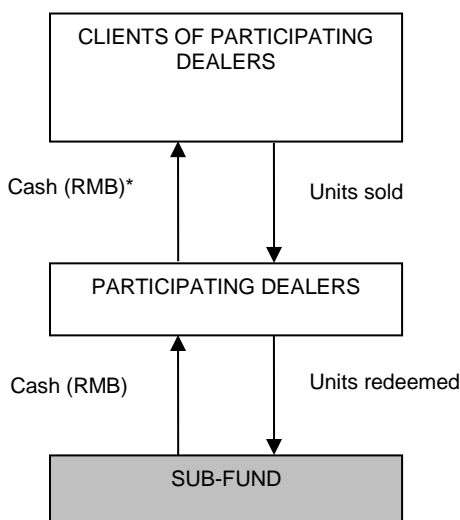 CLIENTS OF PARTICIPATING
DEALERS
Cash (RMB)*
Units sold
PARTICIPATING DEALERS
Cash (RMB)
Units redeemed
SUB-FUND